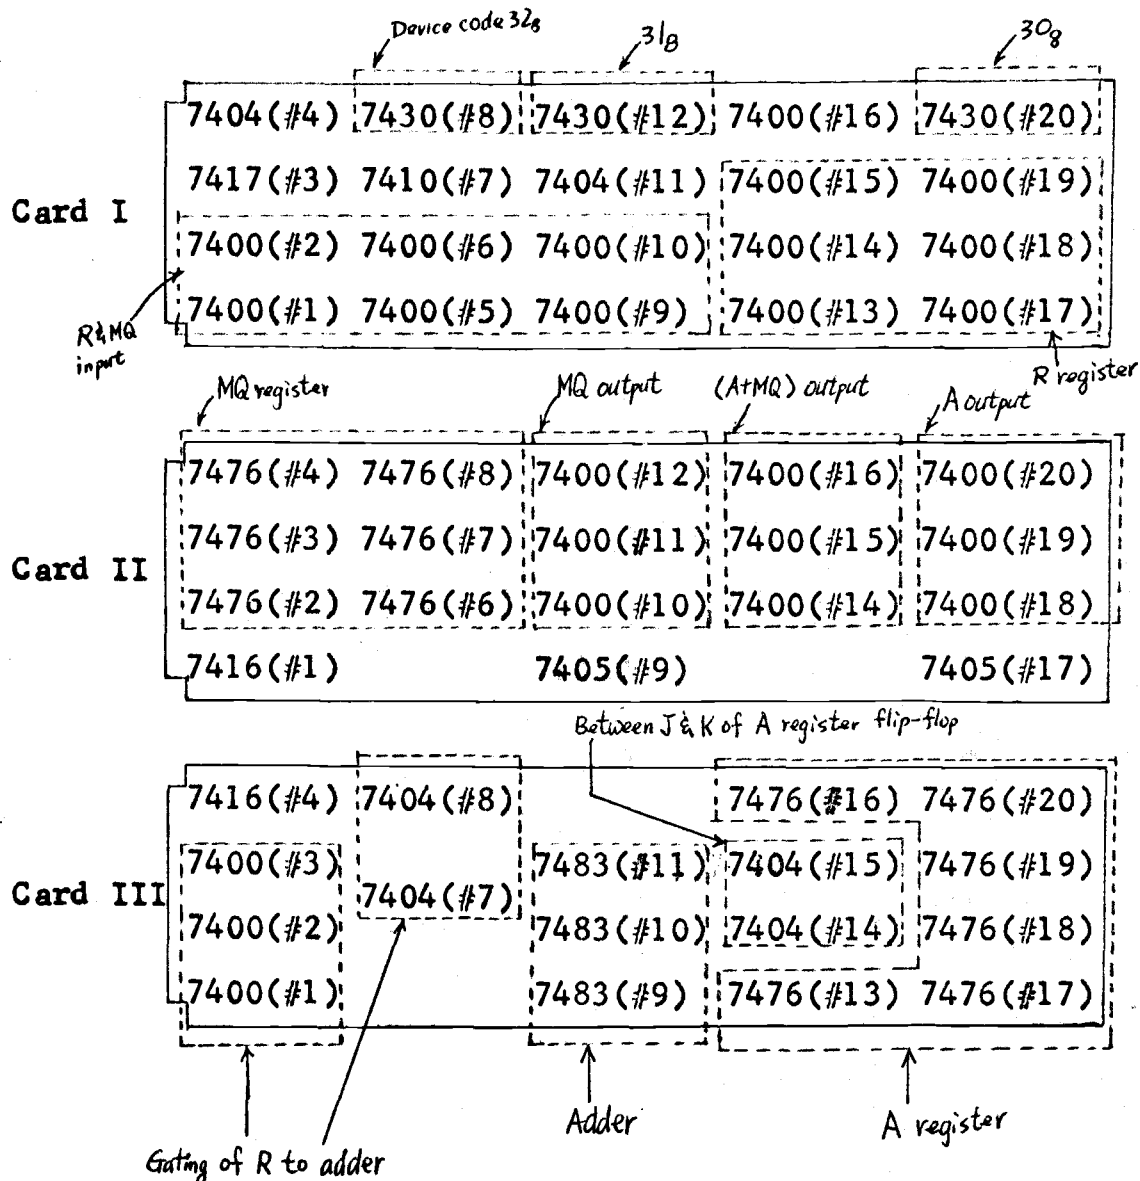 Device code 32₈ 31₈ 30₈
7404(#4) 7430(#8) 7430(#12) 7400(#16) 7430(#20)
7417(#3) 7410(#7) 7404(#11) 7400(#15) 7400(#19)
Card I
7400(#2) 7400(#6) 7400(#10) 7400(#14) 7400(#18)
7400(#1) 7400(#5) 7400(#9) 7400(#13) 7400(#17)
R&MQ
input
R register
MQ register MQ output (A+MQ) output A output
7476(#4) 7476(#8) 7400(#12) 7400(#16) 7400(#20)
7476(#3) 7476(#7) 7400(#11) 7400(#15) 7400(#19)
Card II
7476(#2) 7476(#6) 7400(#10) 7400(#14) 7400(#18)
7416(#1) 7405(#9) 7405(#17)
Between J & K of A register flip-flop
7416(#4) 7404(#8) 7476(#16) 7476(#20)
7400(#3) 7483(#11) 7404(#15) 7476(#19)
Card III
7404(#7)
7400(#2) 7483(#10) 7404(#14) 7476(#18)
7400(#1) 7483(#9) 7476(#13) 7476(#17)
Adder A register
Gating of R to adder